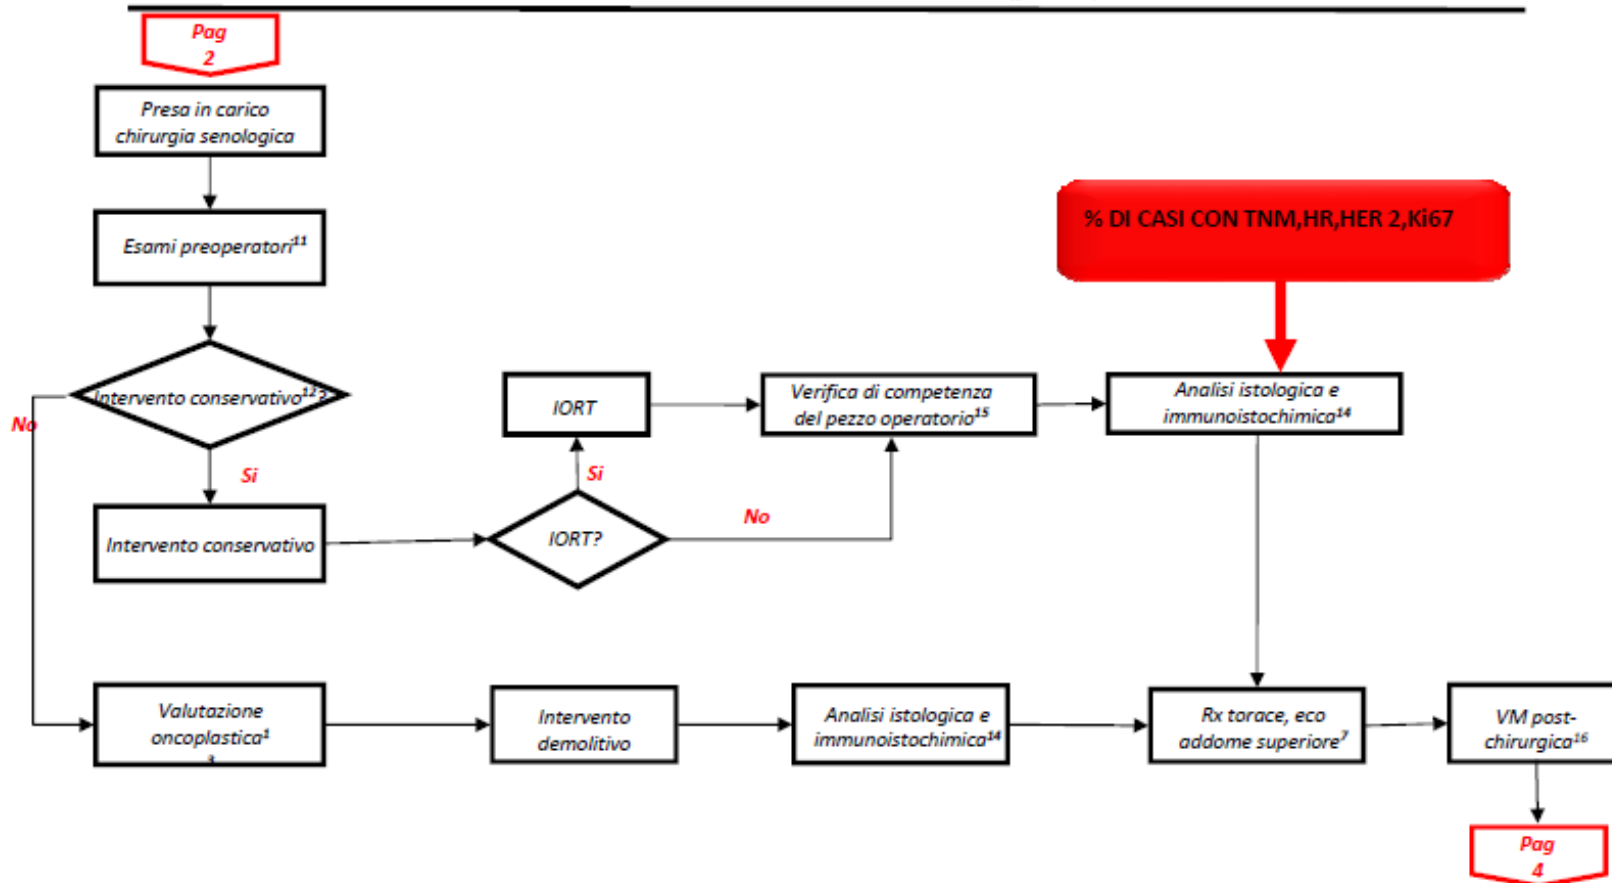 Pag
2
Presa in carico
chirurgia senologica
Esami preoperatori¹¹
% DI CASI CON TNM,HR,HER 2,Ki67
Intervento conservativo¹²?
No
Si
IORT
Verifica di competenza
del pezzo operatorio¹⁵
Analisi istologica e
immunoistochimica¹⁴
Si
No
Intervento conservativo
IORT?
Valutazione
oncoplastica¹
³
Intervento
demolitivo
Analisi istologica e
immunoistochimica¹⁴
Rx torace, eco
addome superiore⁷
VM post-
chirurgica¹⁶
Pag
4